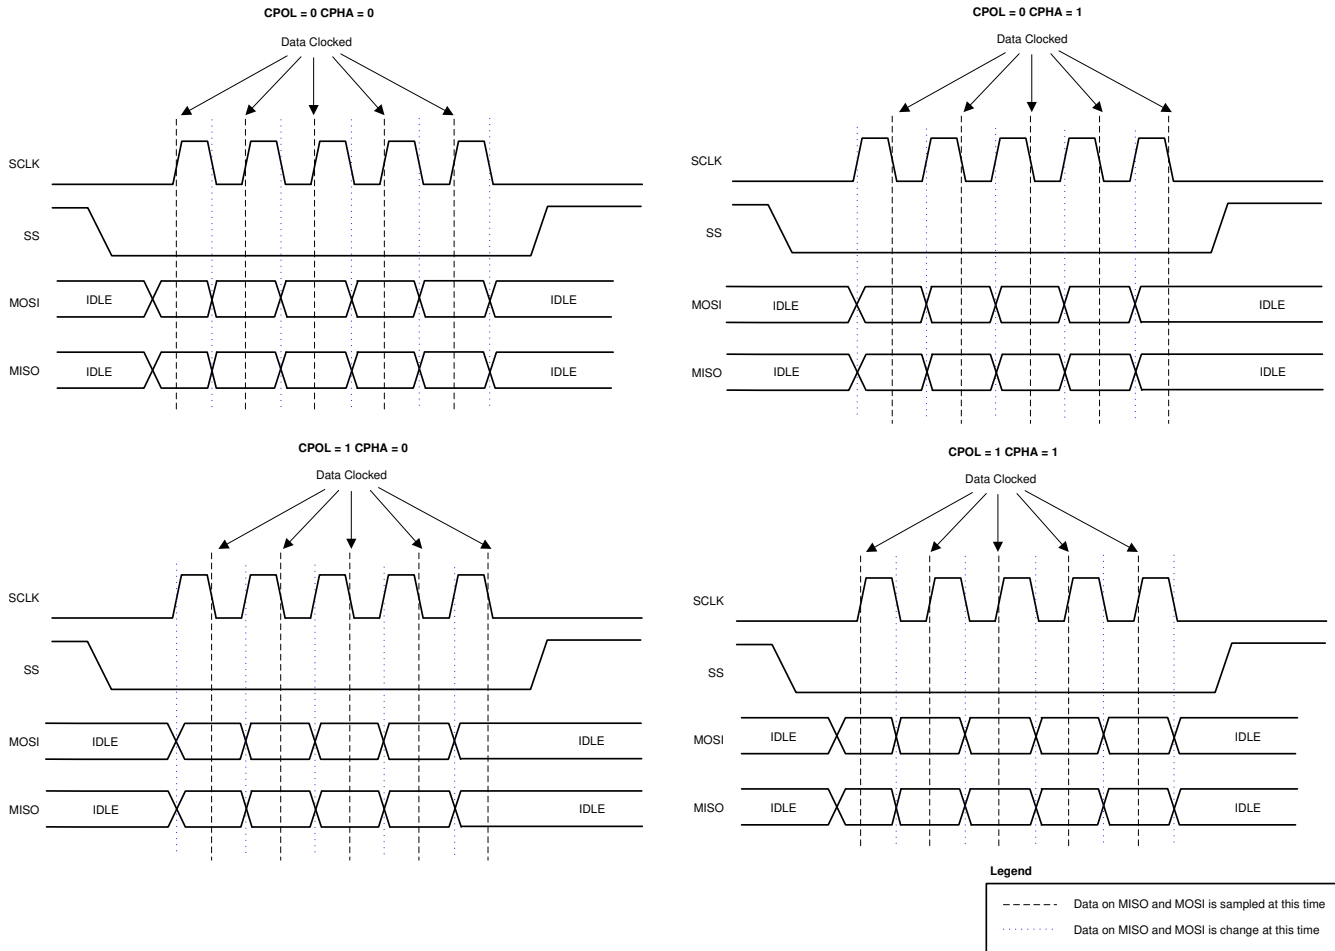 CPOL = 0 CPHA = 0
Data Clocked
SCLK
SS
MOSI
IDLE
IDLE
MISO
IDLE
IDLE
CPOL = 0 CPHA = 1
Data Clocked
SCLK
SS
MOSI
IDLE
IDLE
MISO
IDLE
IDLE
CPOL = 1 CPHA = 0
Data Clocked
SCLK
SS
MOSI
IDLE
IDLE
MISO
IDLE
IDLE
CPOL = 1 CPHA = 1
Data Clocked
SCLK
SS
MOSI
IDLE
IDLE
MISO
IDLE
IDLE
Legend
Data on MISO and MOSI is sampled at this time
Data on MISO and MOSI is change at this time